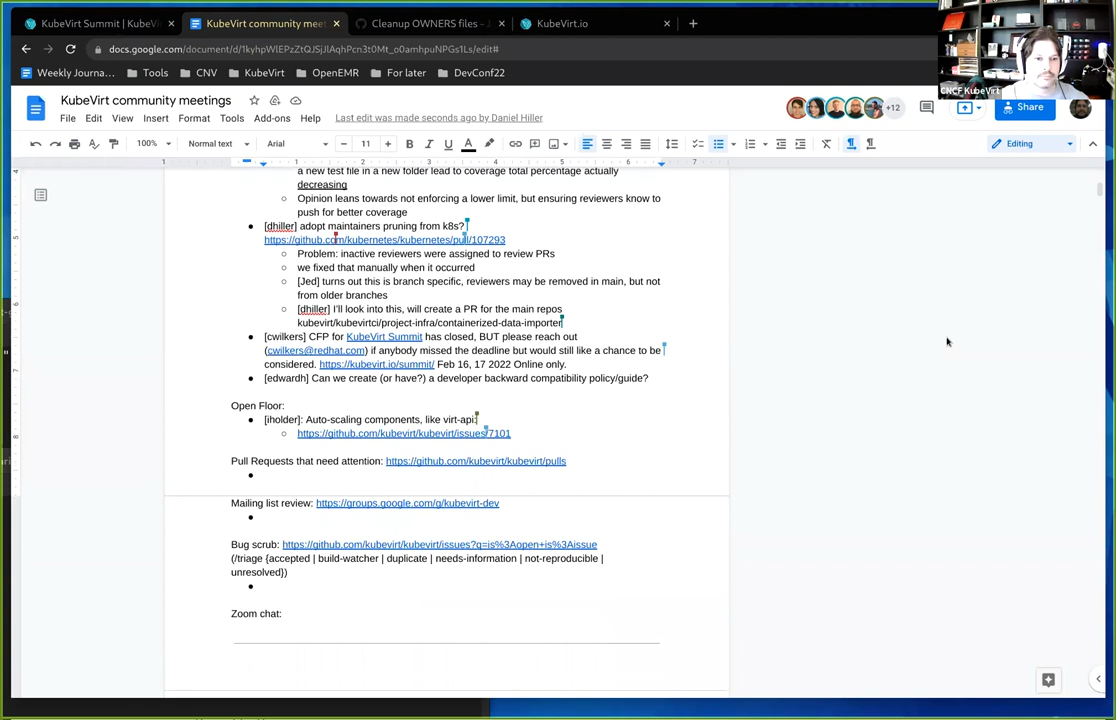 KubeVirt Summit | KubeV
KubeVirt community meet
Cleanup OWNERS files -
KubeVirt.io
docs.google.com/document/d/1kyhpWlEPzZtQJSjJlAqhPcn3t0Mt_o0amhpuNPGs1Ls/edit#
Weekly Journa...
Tools
CNV
KubeVirt
OpenEMR
For later
DevConf22
CNCF KubeVirt
KubeVirt community meetings
+12
Share
File Edit View Insert Format Tools Add-ons Help Last edit was made seconds ago by Daniel Hiller
100% Normal text Arial 11 Editing
1 1 2 3 4 5 6 7
a new test file in a new folder lead to coverage total percentage actually
decreasing
Opinion leans towards not enforcing a lower limit, but ensuring reviewers know to
push for better coverage
[dhiller] adopt maintainers pruning from k8s?
https://github.com/kubernetes/kubernetes/pull/107293
Problem: inactive reviewers were assigned to review PRs
we fixed that manually when it occurred
[Jed] turns out this is branch specific, reviewers may be removed in main, but not
from older branches
[dhiller] I'll look into this, will create a PR for the main repos
kubevirt/kubevirtci/project-infra/containerized-data-importer
[cwilkers] CFP for KubeVirt Summit has closed, BUT please reach out
(cwilkers@redhat.com) if anybody missed the deadline but would still like a chance to be
considered. https://kubevirt.io/summit/ Feb 16, 17 2022 Online only.
[edwardh] Can we create (or have?) a developer backward compatibility policy/guide?
Open Floor:
[iholder]: Auto-scaling components, like virt-api:
https://github.com/kubevirt/kubevirt/issues/7101
Pull Requests that need attention: https://github.com/kubevirt/kubevirt/pulls
Mailing list review: https://groups.google.com/g/kubevirt-dev
Bug scrub: https://github.com/kubevirt/kubevirt/issues?q=is%3Aopen+is%3Aissue
(/triage {accepted | build-watcher | duplicate | needs-information | not-reproducible |
unresolved})
Zoom chat: